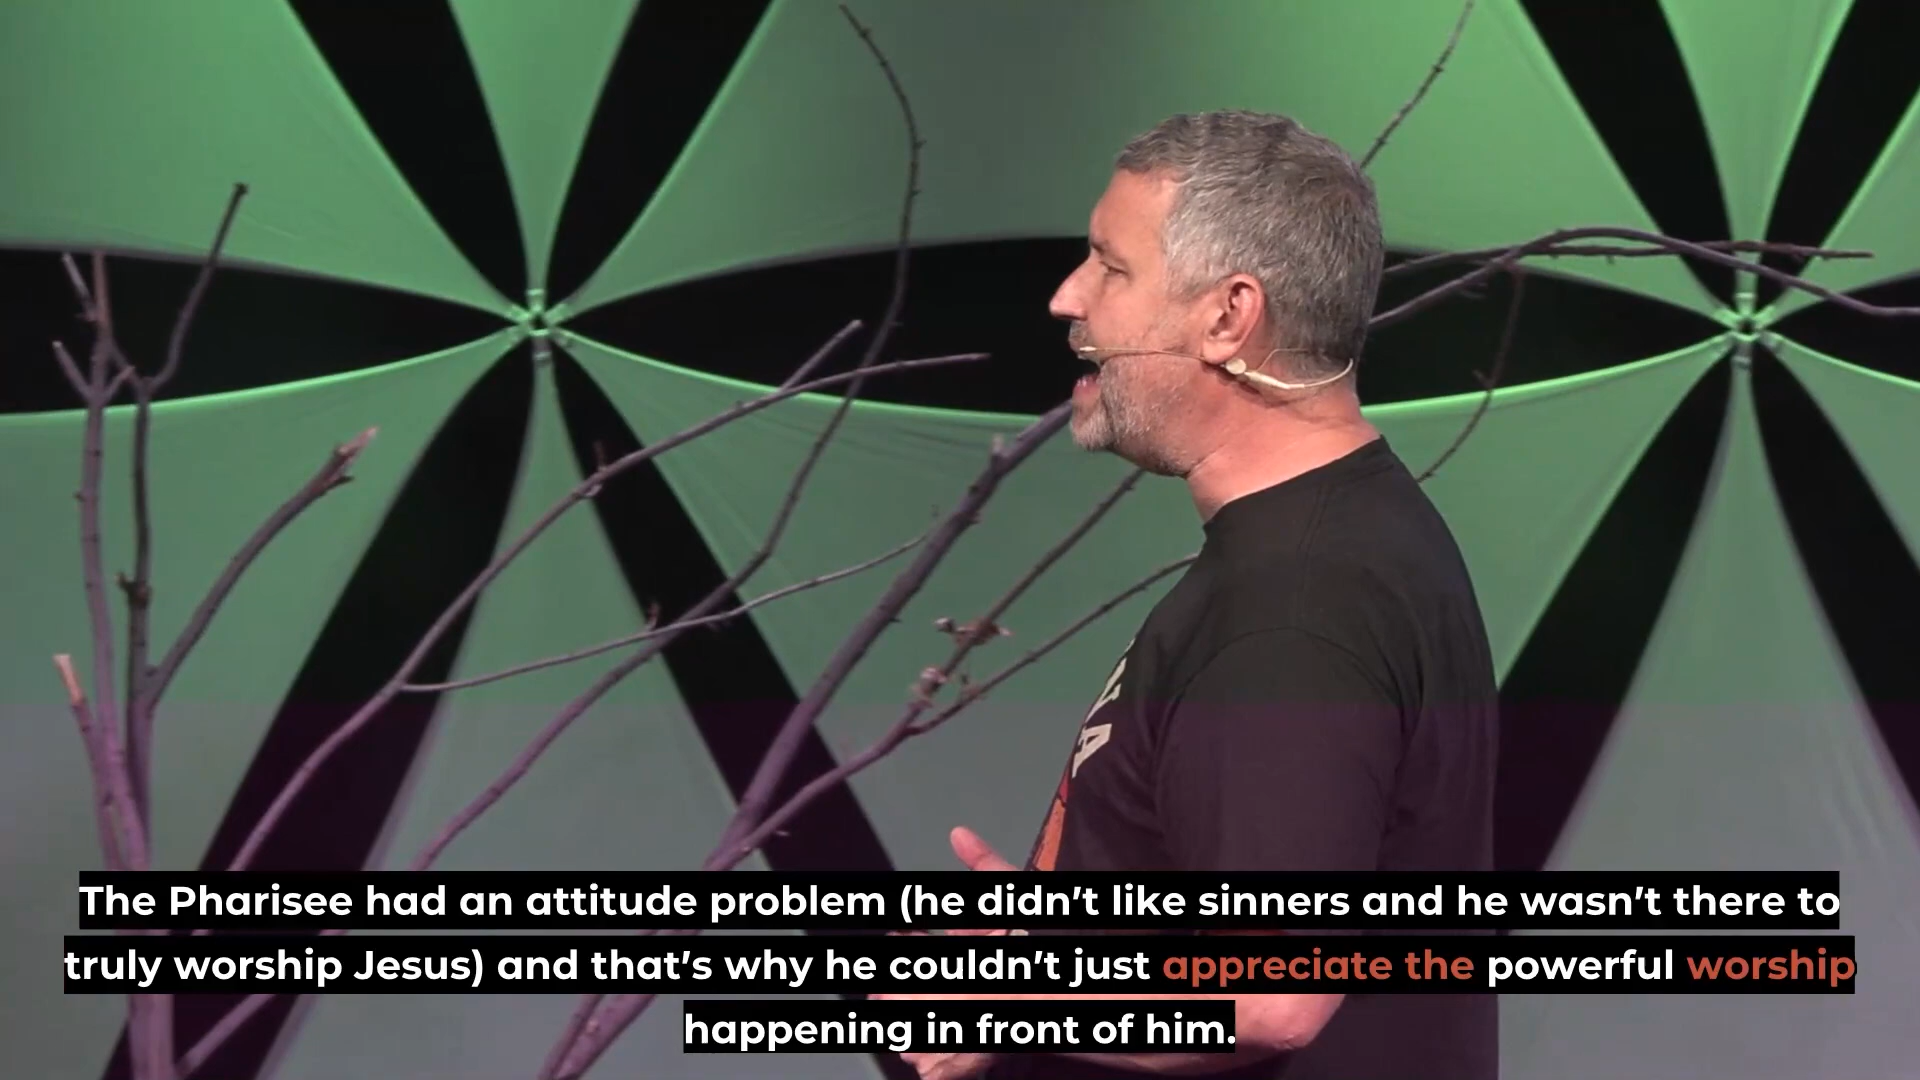 The Pharisee had an attitude problem (he didn't like sinners and he wasn't there to
truly worship Jesus) and that's why he couldn't just appreciate the powerful worship
happening in front of him.